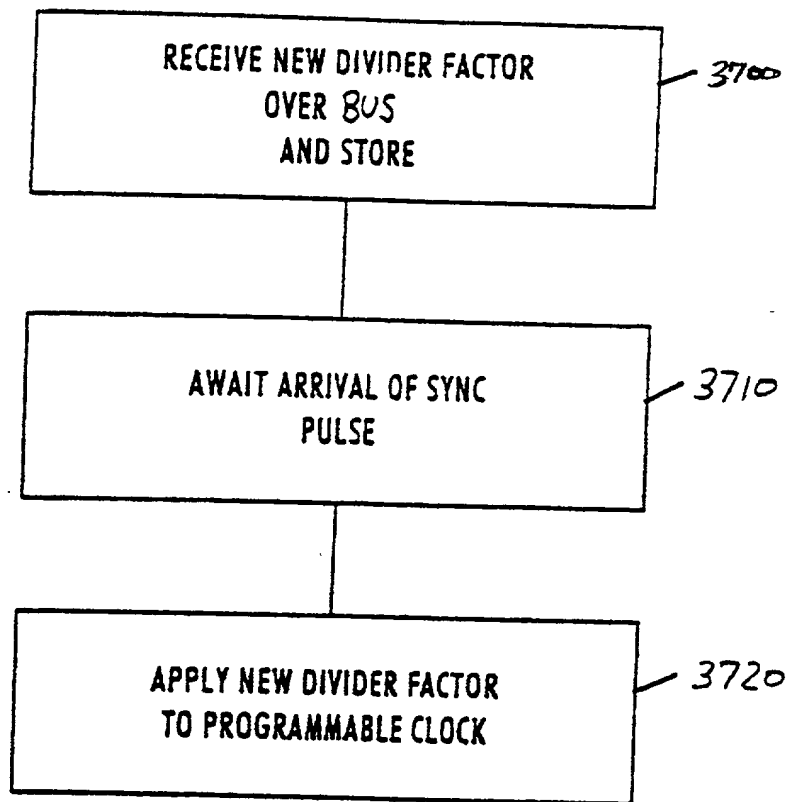 RECEIVE NEW DIVIDER FACTOR
OVER BUS
AND STORE
3700
AWAIT ARRIVAL OF SYNC
PULSE
3710
APPLY NEW DIVIDER FACTOR
TO PROGRAMMABLE CLOCK
3720